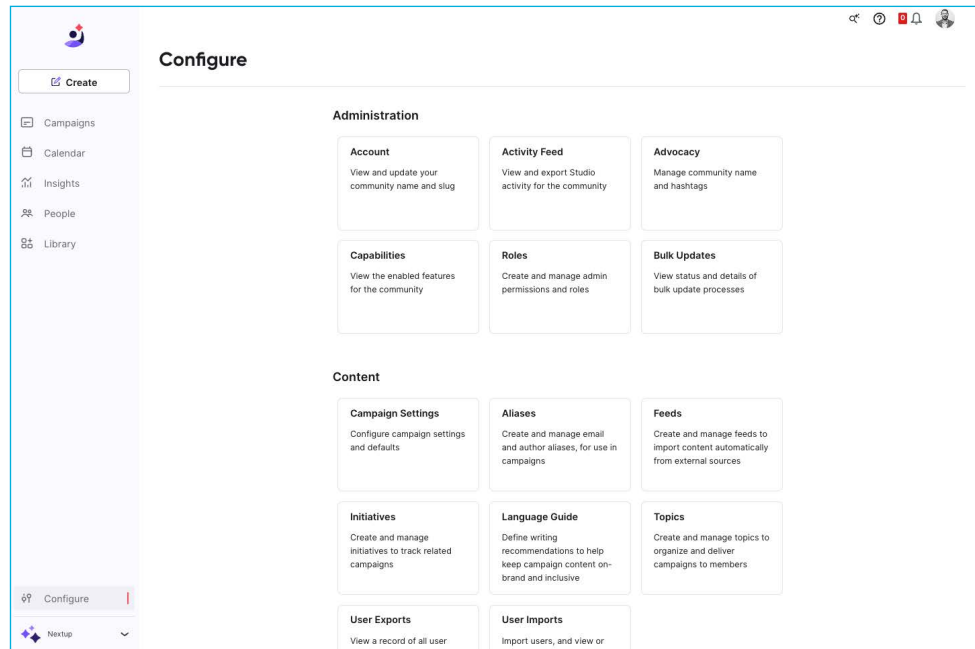 0
Configure
Create
Campaigns
Calendar
Insights
People
Library
Configure
Nextup
Administration
Account
View and update your
community name and slug
Activity Feed
View and export Studio
activity for the community
Advocacy
Manage community name
and hashtags
Capabilities
View the enabled features
for the community
Roles
Create and manage admin
permissions and roles
Bulk Updates
View status and details of
bulk update processes
Content
Campaign Settings
Configure campaign settings
and defaults
Aliases
Create and manage email
and author aliases, for use in
campaigns
Feeds
Create and manage feeds to
import content automatically
from external sources
Initiatives
Create and manage
initiatives to track related
campaigns
Language Guide
Define writing
recommendations to help
keep campaign content on-
brand and inclusive
Topics
Create and manage topics to
organize and deliver
campaigns to members
User Exports
View a record of all user
User Imports
Import users, and view or